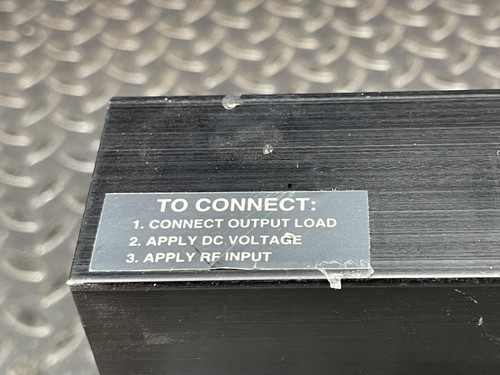 TO CONNECT:
1. CONNECT OUTPUT LOAD
2. APPLY DC VOLTAGE
3. APPLY RF INPUT